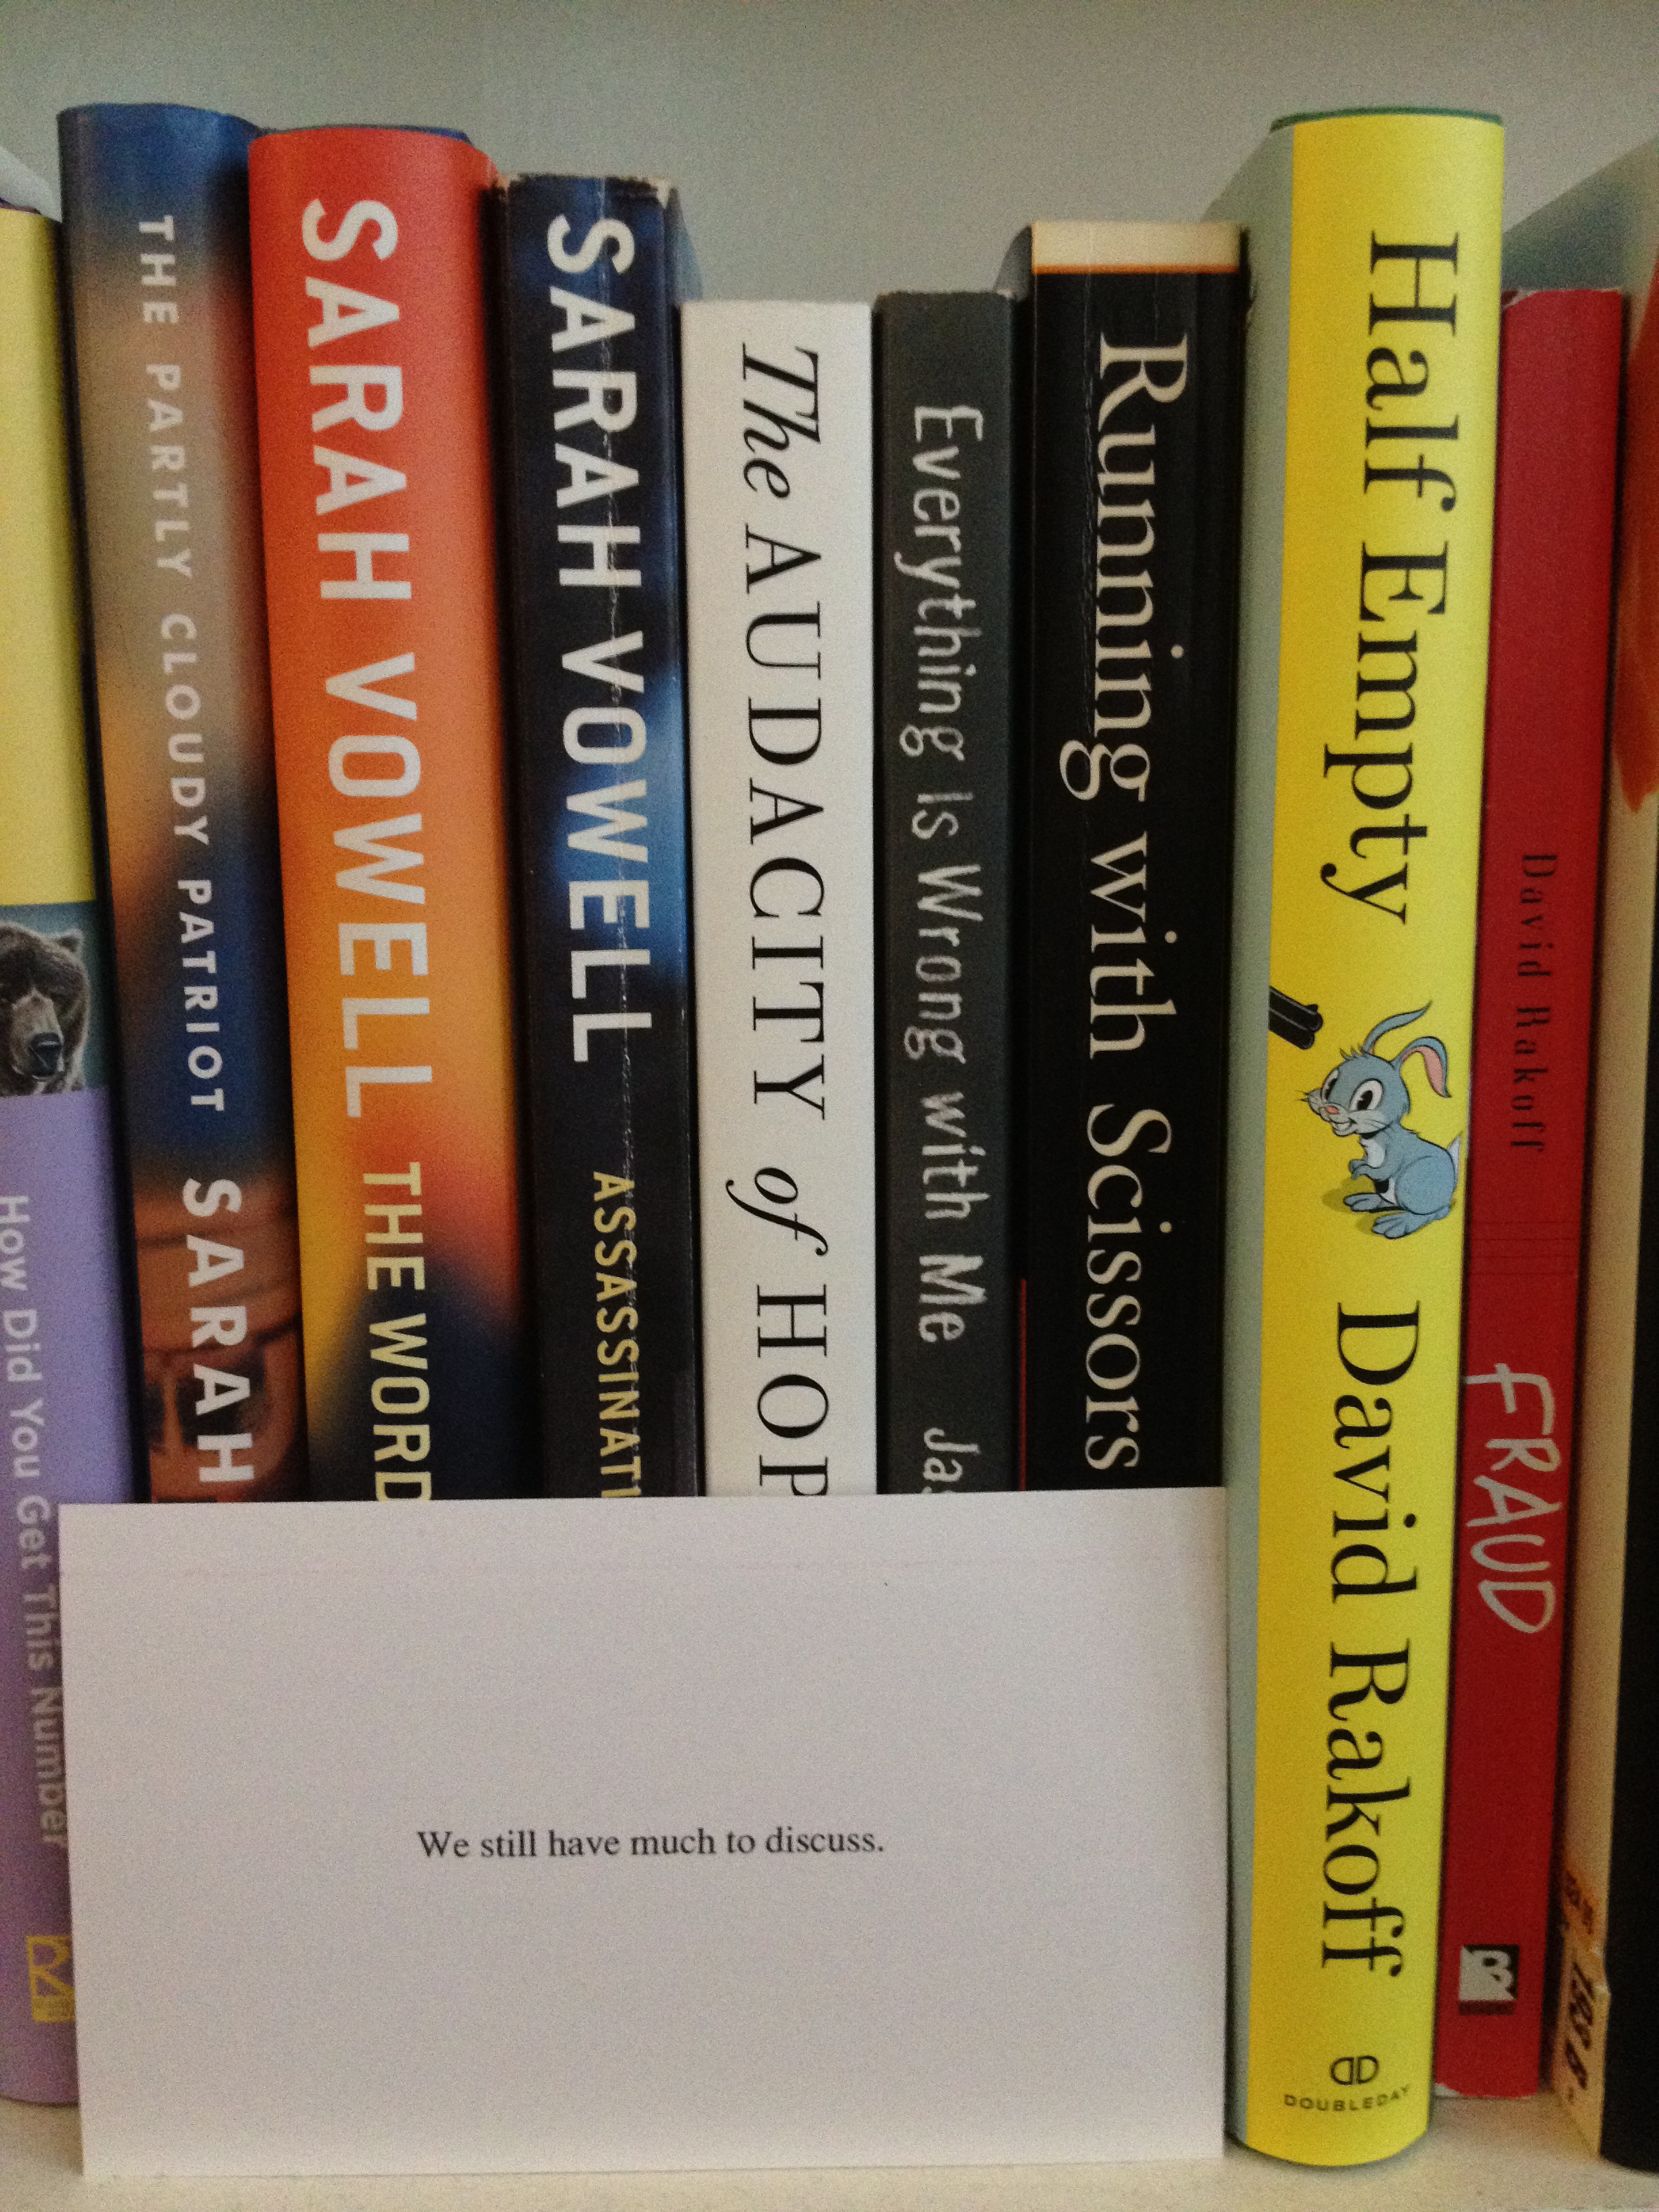 How Did You Get This Number
THE PARTLY CLOUDY PATRIOT SARAH
SARAH VOWELL THE WORD
SARAH VOWELL ASSASSINATI
The AUDACITY of HOP
Everything Is Wrong with Me Ja
Running with Scissors
Half Empty David Rakoff
DOUBLEDAY
David Rakoff FRAUD
B
We still have much to discuss.